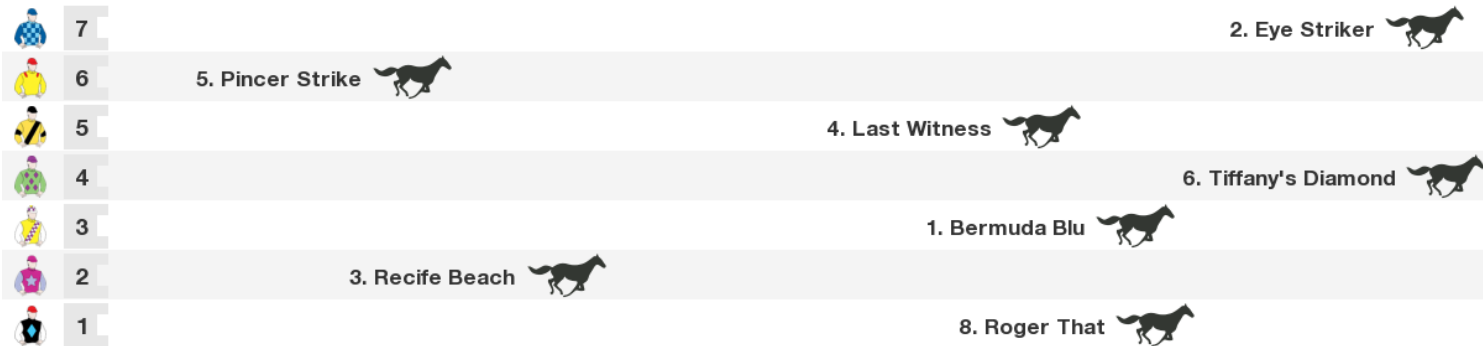 7 2. Eye Striker
6 5. Pincer Strike
5 4. Last Witness
4 6. Tiffany's Diamond
3 1. Bermuda Blu
2 3. Recife Beach
1 8. Roger That